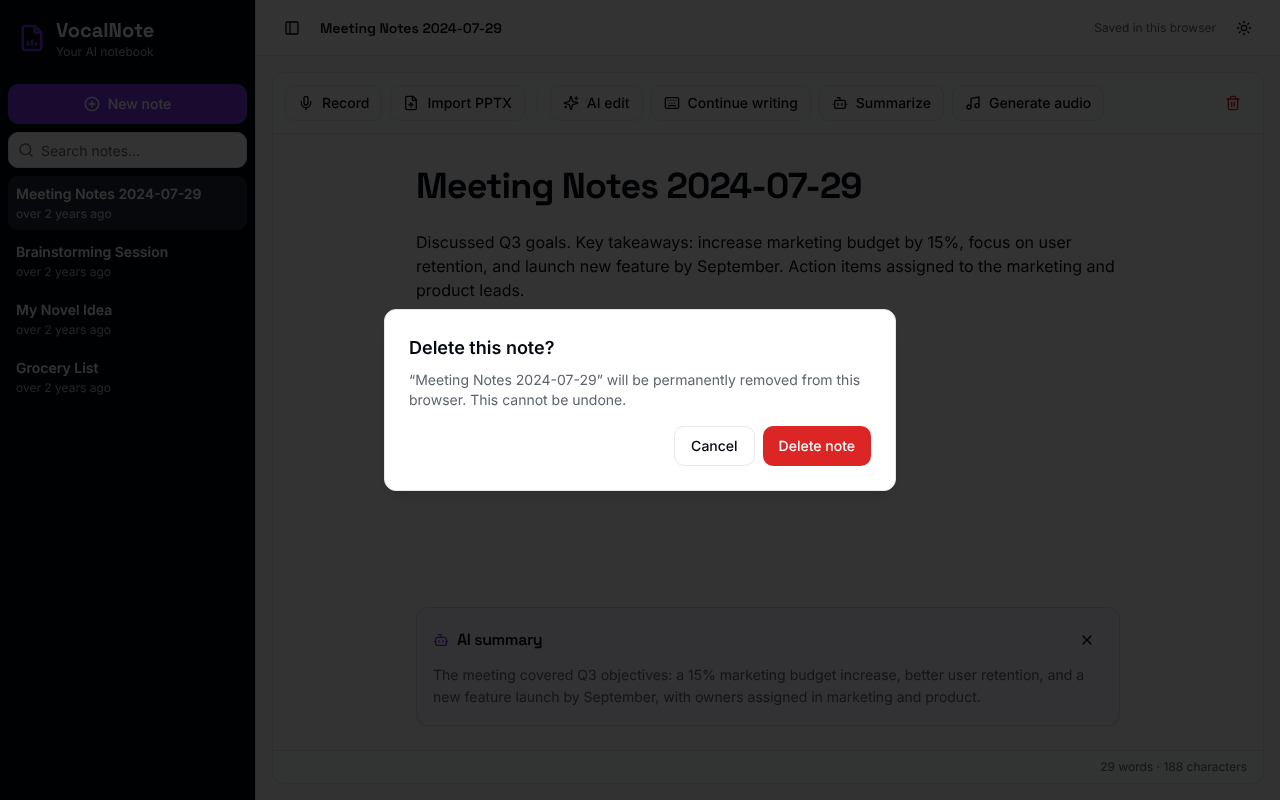 VocalNote
Your AI notebook
New note
Search notes...
Meeting Notes 2024-07-29
over 2 years ago
Brainstorming Session
over 2 years ago
My Novel Idea
over 2 years ago
Grocery List
over 2 years ago
Meeting Notes 2024-07-29
Saved in this browser
Record
Import PPTX
AI edit
Continue writing
Summarize
Generate audio
Meeting Notes 2024-07-29
Discussed Q3 goals. Key takeaways: increase marketing budget by 15%, focus on user
retention, and launch new feature by September. Action items assigned to the marketing and
product leads.
Delete this note?
“Meeting Notes 2024-07-29” will be permanently removed from this
browser. This cannot be undone.
Cancel
Delete note
AI summary
The meeting covered Q3 objectives: a 15% marketing budget increase, better user retention, and a
new feature launch by September, with owners assigned in marketing and product.
29 words · 188 characters